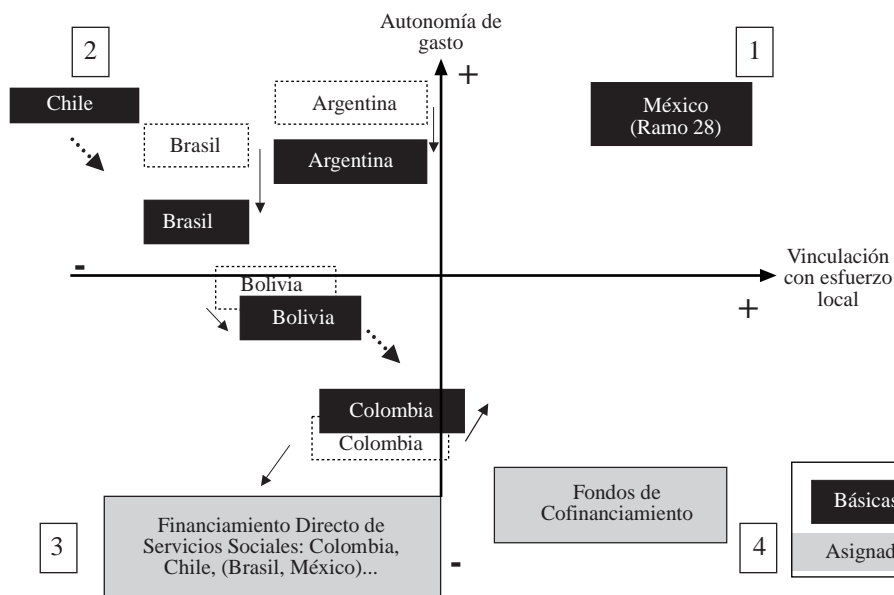 Autonomía de
gasto
2
1
+
Chile
Argentina
México
(Ramo 28)
Brasil
Argentina
Brasil
-
Vinculación
con esfuerzo
local
+
Bolivia
Bolivia
Colombia
Colombia
Fondos de
Cofinanciamiento
Básicas
Financiamiento Directo de
Servicios Sociales: Colombia,
Chile, (Brasil, México)...
3
-
4
Asignad